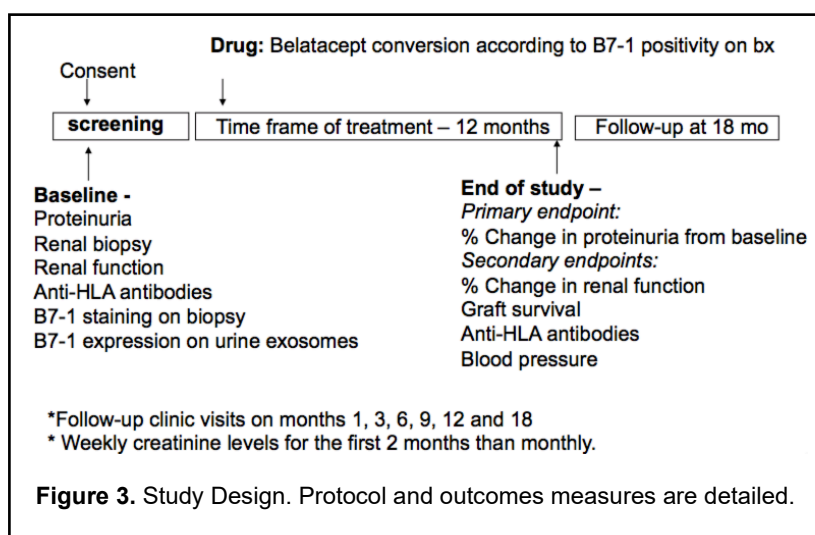 Drug: Belatacept conversion according to B7-1 positivity on bx
Consent
screening
Time frame of treatment – 12 months
Follow-up at 18 mo
Baseline -
Proteinuria
Renal biopsy
Renal function
Anti-HLA antibodies
B7-1 staining on biopsy
B7-1 expression on urine exosomes
End of study –
Primary endpoint:
% Change in proteinuria from baseline
Secondary endpoints:
% Change in renal function
Graft survival
Anti-HLA antibodies
Blood pressure
*Follow-up clinic visits on months 1, 3, 6, 9, 12 and 18
* Weekly creatinine levels for the first 2 months than monthly.
Figure 3. Study Design. Protocol and outcomes measures are detailed.